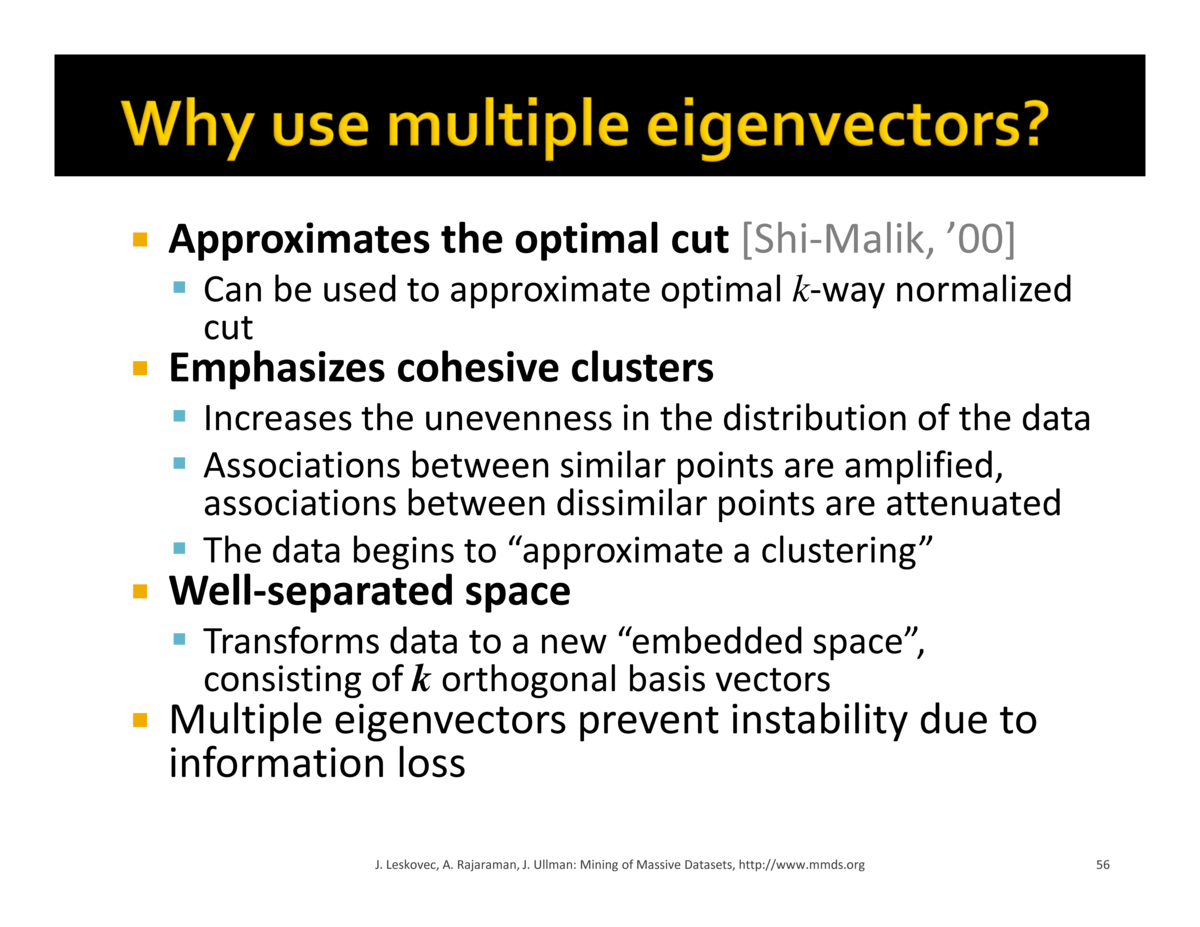 Why use multiple eigenvectors?
Approximates the optimal cut [Shi-Malik, ’00]
Can be used to approximate optimal k-way normalized
cut
Emphasizes cohesive clusters
Increases the unevenness in the distribution of the data
Associations between similar points are amplified,
associations between dissimilar points are attenuated
The data begins to “approximate a clustering”
Well-separated space
Transforms data to a new “embedded space”,
consisting of k orthogonal basis vectors
Multiple eigenvectors prevent instability due to
information loss
J. Leskovec, A. Rajaraman, J. Ullman: Mining of Massive Datasets, http://www.mmds.org
56